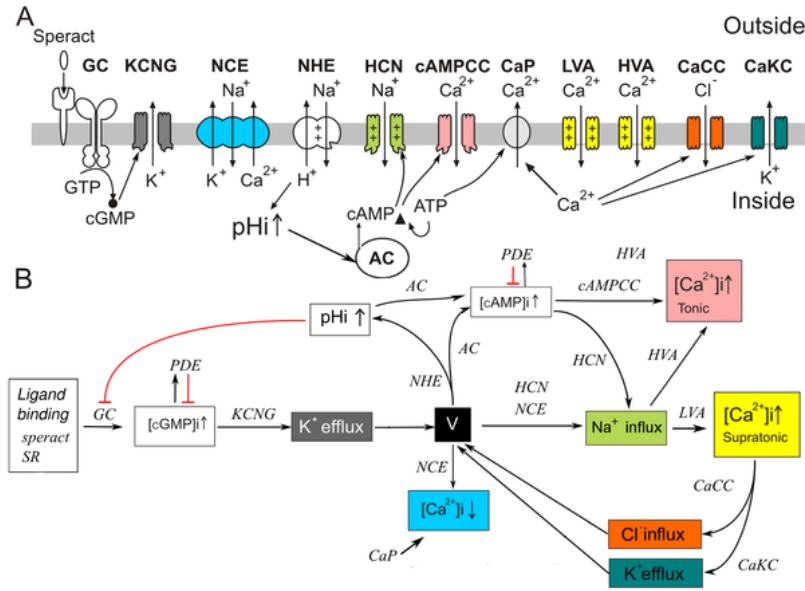 A
Outside
Speract
GC KCNG NCE NHE HCN cAMPCC CaP LVA HVA CaCC CaKC
Na+ Na+ Na+ Ca2+ Ca2+ Ca2+ Ca2+ Cl-
++ ++ ++ ++ ++ ++ ++ ++
GTP K+ K+ Ca2+ H+ K+
cGMP cAMP ATP Ca2+ Inside
pHi↑
AC
B
PDE HVA
AC [cAMP]i↑ cAMPCC [Ca2+]i↑
Tonic
pHi ↑
AC HCN HVA
PDE NHE
Ligand
binding
speract
SR
GC [cGMP]i↑ KCNG K+ efflux V HCN
NCE
Na+ influx LVA [Ca2+]i↑
Supratonic
NCE
[Ca2+]i↓
CaP
CaCC
Cl-influx
K+efflux
CaKC